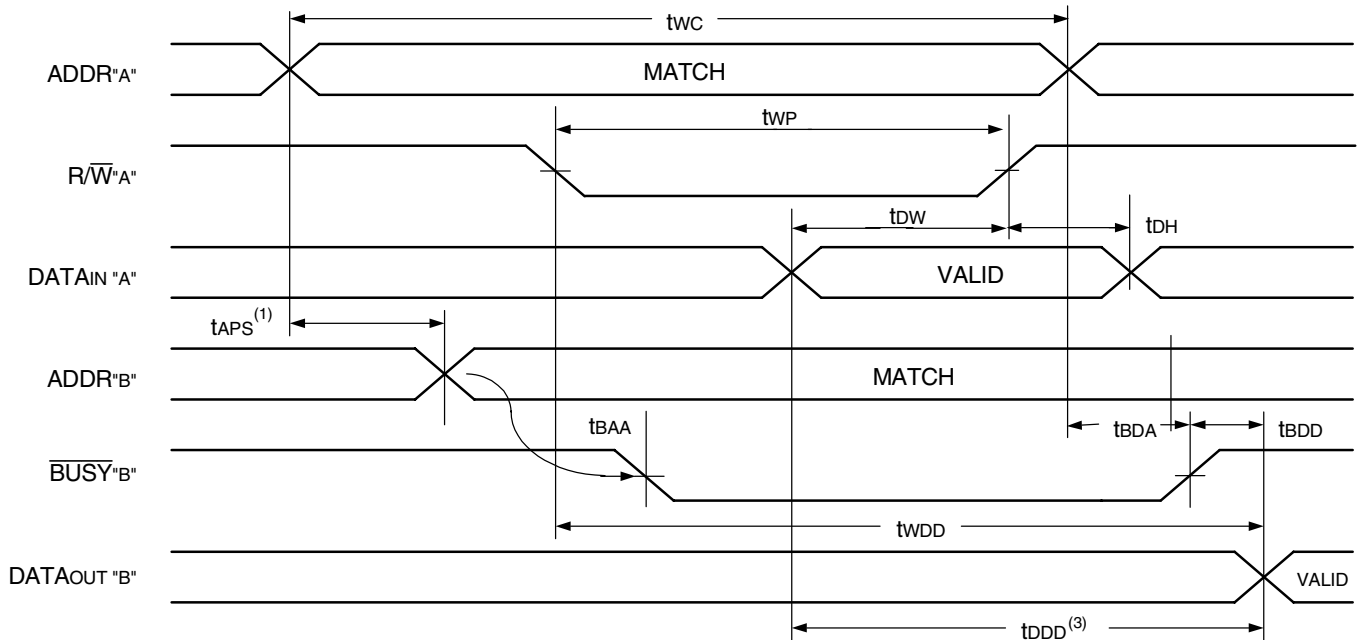 tWC
ADDR"A"
MATCH
tWP
R/W"A"
tDW
tDH
DATAIN "A"
VALID
tAPS(1)
ADDR"B"
MATCH
tBAA
tBDA
tBDD
BUSY"B"
tWDD
DATAOUT "B"
VALID
tDDD(3)